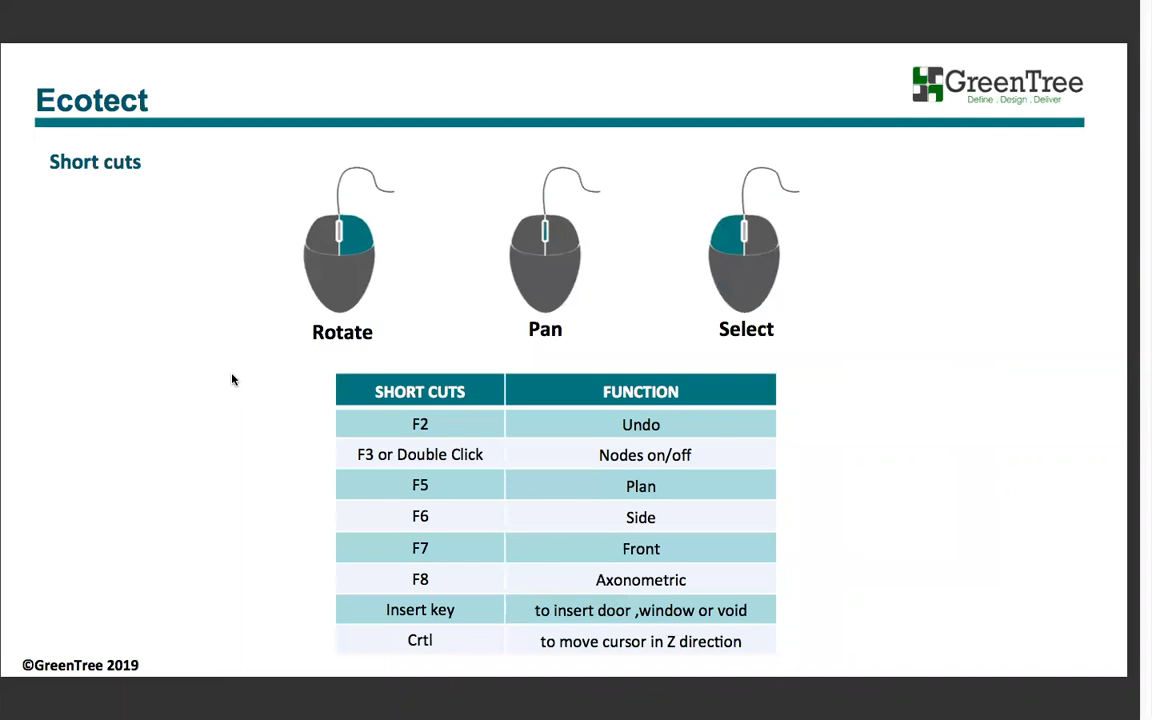 Ecotect
GreenTree
Define . Design . Deliver
Short cuts
Rotate
Pan
Select
SHORT CUTS FUNCTION
F2 Undo
F3 or Double Click Nodes on/off
F5 Plan
F6 Side
F7 Front
F8 Axonometric
Insert key to insert door ,window or void
Crtl to move cursor in Z direction
©GreenTree 2019